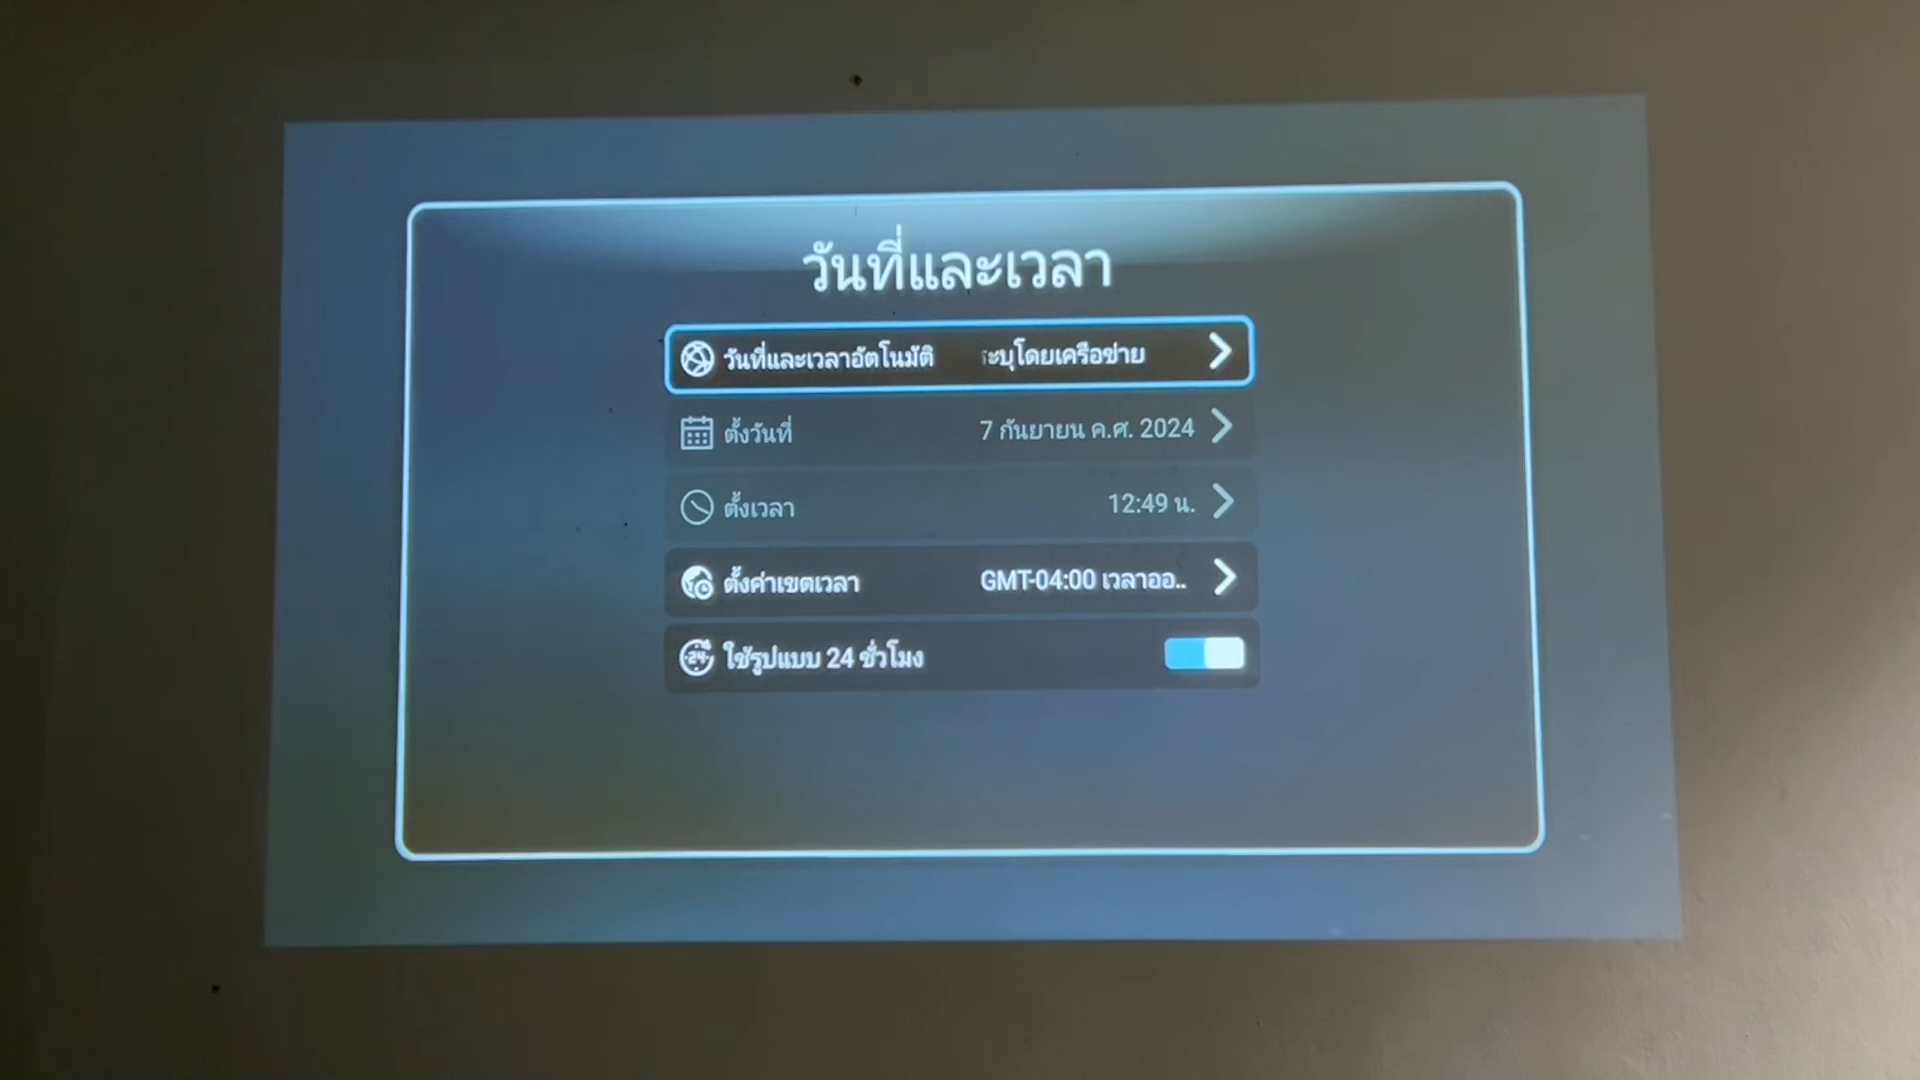 วันที่และเวลา
วันที่และเวลาอัตโนมัติ ระบุโดยเครือข่าย
ตั้งวันที่ 7 กันยายน ค.ศ. 2024
ตั้งเวลา 12:49 น.
ตั้งค่าเขตเวลา GMT-04:00 เวลาออ..
ใช้รูปแบบ 24 ชั่วโมง